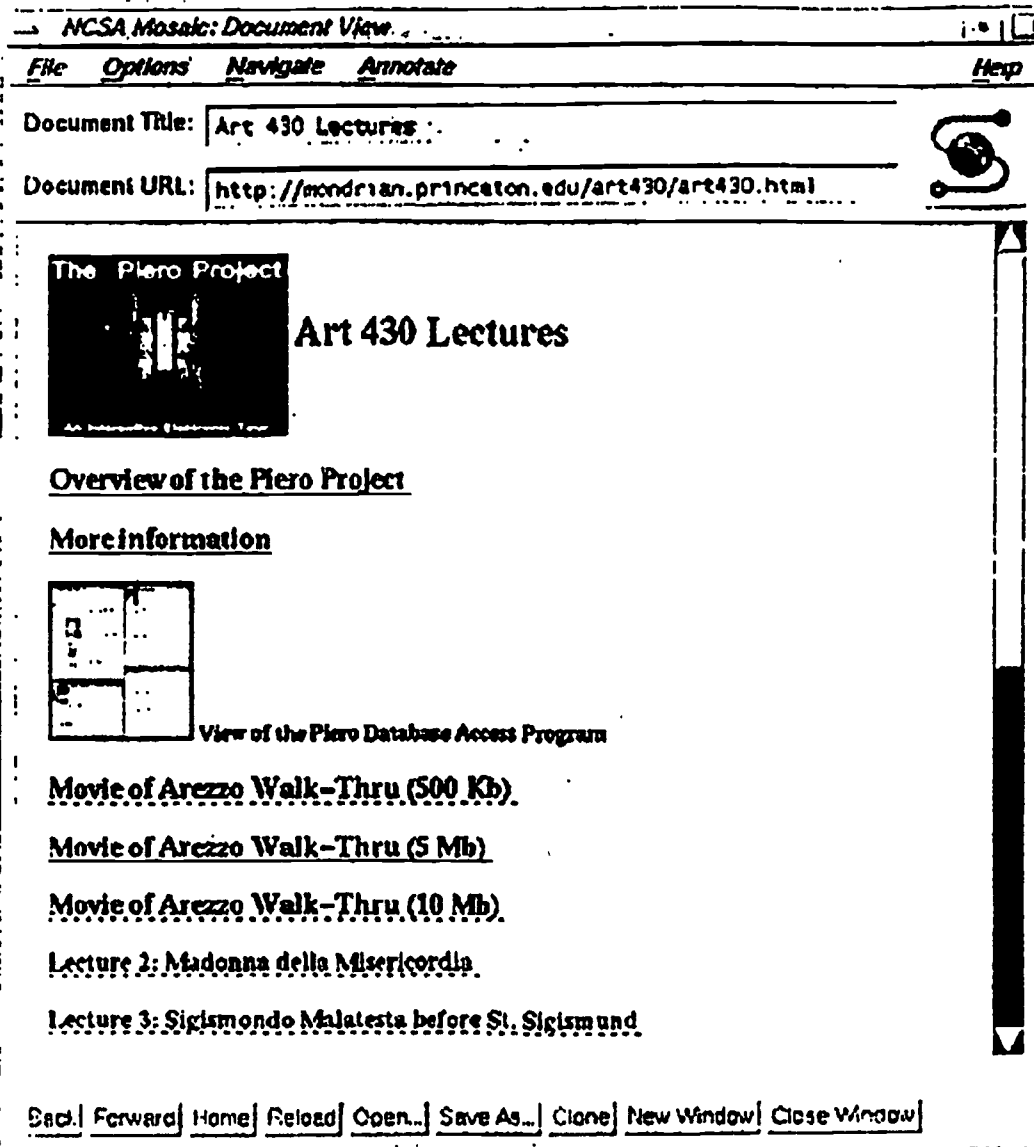 NCSA Mosaic: Document View
File Options Navigate Annotate Help
Document Title: Art 430 Lectures
Document URL: http://mondrian.princeton.edu/art430/art430.html
The Piero Project
Art 430 Lectures
An Interactive Electronic Tour
Overview of the Piero Project
More information
View of the Piero Database Access Program
Movie of Arezzo Walk-Thru (500 Kb)
Movie of Arezzo Walk-Thru (5 Mb)
Movie of Arezzo Walk-Thru (10 Mb)
Lecture 2: Madonna della Misericordia
Lecture 3: Sigismondo Malatesta before St. Sigismund
Back Forward Home Reload Open... Save As... Clone New Window Close Window